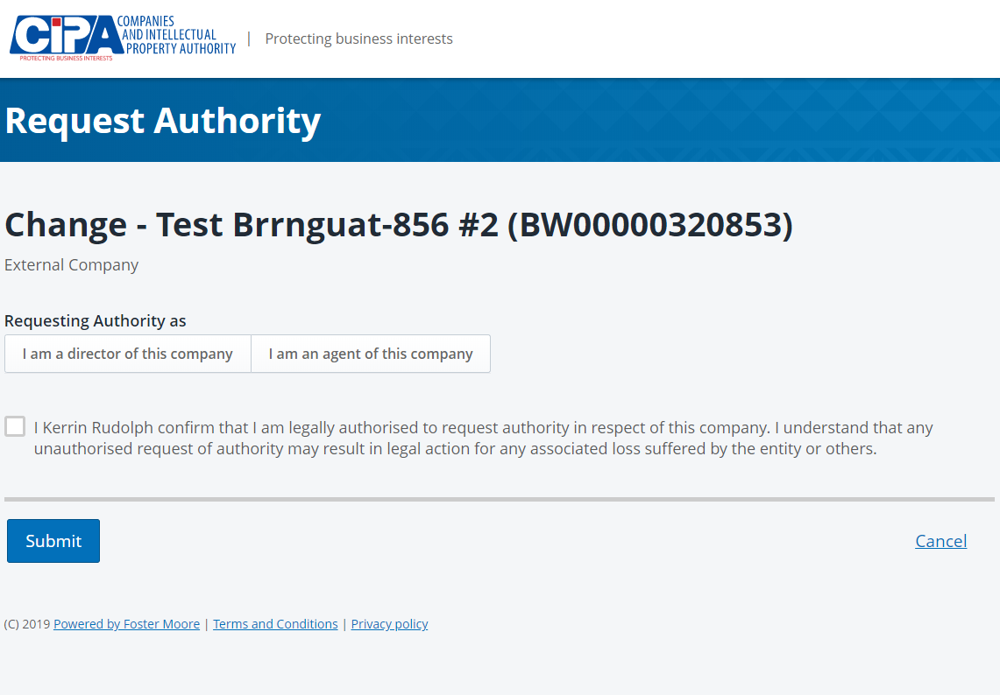 CiPA COMPANIES
AND INTELLECTUAL
PROPERTY AUTHORITY
PROTECTING BUSINESS INTERESTS
| Protecting business interests
Request Authority
Change - Test Brrnguat-856 #2 (BW00000320853)
External Company
Requesting Authority as
I am a director of this company I am an agent of this company
I Kerrin Rudolph confirm that I am legally authorised to request authority in respect of this company. I understand that any
unauthorised request of authority may result in legal action for any associated loss suffered by the entity or others.
Submit Cancel
(C) 2019 Powered by Foster Moore | Terms and Conditions | Privacy policy